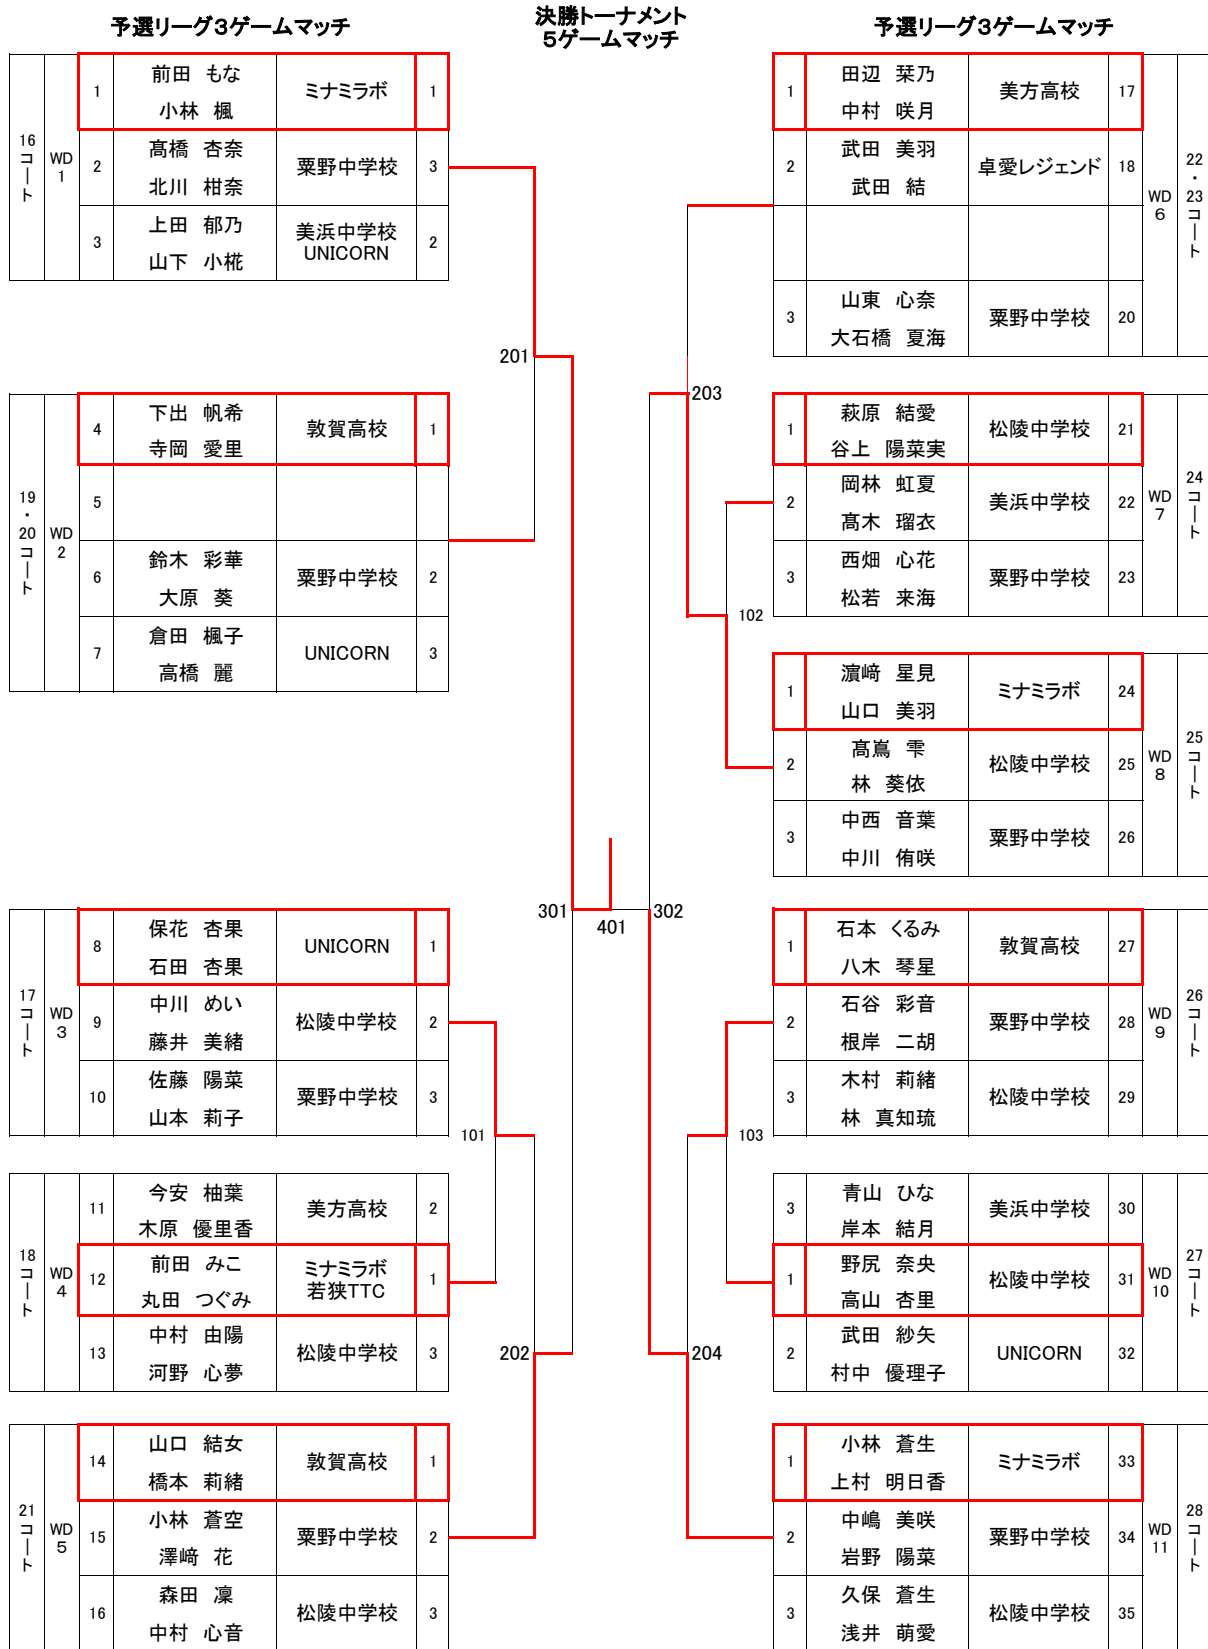 予選リーグ3ゲームマッチ
決勝トーナメント
5ゲームマッチ
予選リーグ3ゲームマッチ
16コート
WD
1
1
前田 もな
小林 楓
ミナミラボ
1
2
髙橋 杏奈
北川 柑奈
粟野中学校
3
3
上田 郁乃
山下 小椛
美浜中学校
UNICORN
2
19・20コート
WD
2
4
下出 帆希
寺岡 愛里
敦賀高校
1
5
6
鈴木 彩華
大原 葵
粟野中学校
2
7
倉田 楓子
高橋 麗
UNICORN
3
17コート
WD
3
8
保花 杏果
石田 杏果
UNICORN
1
9
中川 めい
藤井 美緒
松陵中学校
2
10
佐藤 陽菜
山本 莉子
粟野中学校
3
18コート
WD
4
11
今安 柚葉
木原 優里香
美方高校
2
12
前田 みこ
丸田 つぐみ
ミナミラボ
若狭TTC
1
13
中村 由陽
河野 心夢
松陵中学校
3
21コート
WD
5
14
山口 結女
橋本 莉緒
敦賀高校
1
15
小林 蒼空
澤﨑 花
粟野中学校
2
16
森田 凜
中村 心音
松陵中学校
3
201
101
202
301
401
302
203
102
103
204
1
田辺 栞乃
中村 咲月
美方高校
17
2
武田 美羽
武田 結
卓愛レジェンド
18
3
山東 心奈
大石橋 夏海
粟野中学校
20
WD
6
22・23コート
1
萩原 結愛
谷上 陽菜実
松陵中学校
21
2
岡林 虹夏
髙木 瑠衣
美浜中学校
22
3
西畑 心花
松若 来海
粟野中学校
23
WD
7
24コート
1
濵﨑 星見
山口 美羽
ミナミラボ
24
2
髙嶌 雫
林 葵依
松陵中学校
25
3
中西 音葉
中川 侑咲
粟野中学校
26
WD
8
25コート
1
石本 くるみ
八木 琴星
敦賀高校
27
2
石谷 彩音
根岸 二胡
粟野中学校
28
3
木村 莉緒
林 真知琉
松陵中学校
29
WD
9
26コート
3
青山 ひな
岸本 結月
美浜中学校
30
1
野尻 奈央
高山 杏里
松陵中学校
31
2
武田 紗矢
村中 優理子
UNICORN
32
WD
10
27コート
1
小林 蒼生
上村 明日香
ミナミラボ
33
2
中嶋 美咲
岩野 陽菜
粟野中学校
34
3
久保 蒼生
浅井 萌愛
松陵中学校
35
WD
11
28コート